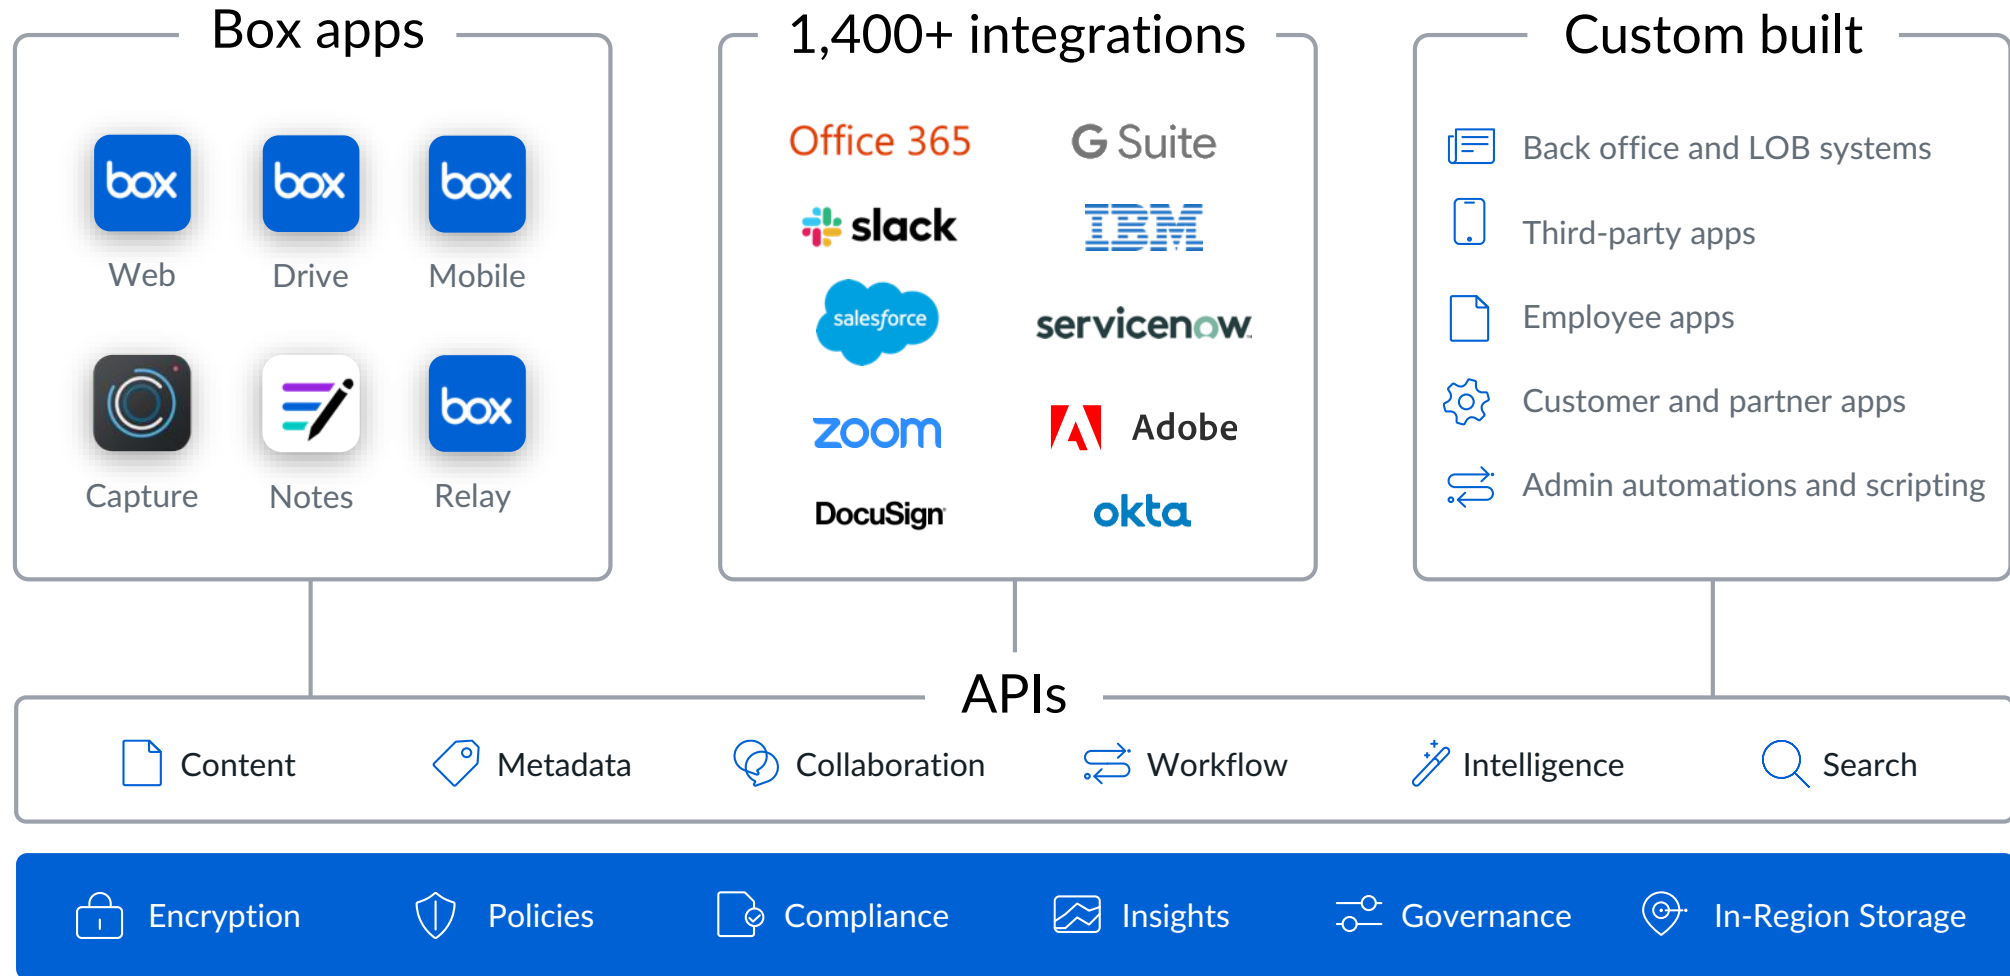 Box apps
box
box
box
Web
Drive
Mobile
box
Capture
Notes
Relay
1,400+ integrations
Office 365
G Suite
slack
IBM
salesforce
servicenow
zoom
Adobe
DocuSign
okta
Custom built
Back office and LOB systems
Third-party apps
Employee apps
Customer and partner apps
Admin automations and scripting
APIs
Content
Metadata
Collaboration
Workflow
Intelligence
Search
Encryption
Policies
Compliance
Insights
Governance
In-Region Storage